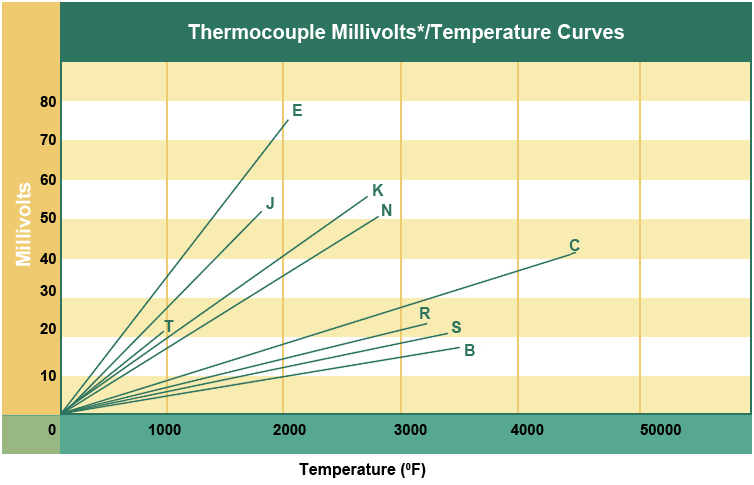 Thermocouple Millivolts*/Temperature Curves
Millivolts
80
70
60
50
40
30
20
10
E
J
K
N
C
T
R
S
B
0 1000 2000 3000 4000 50000
Temperature (⁰F)